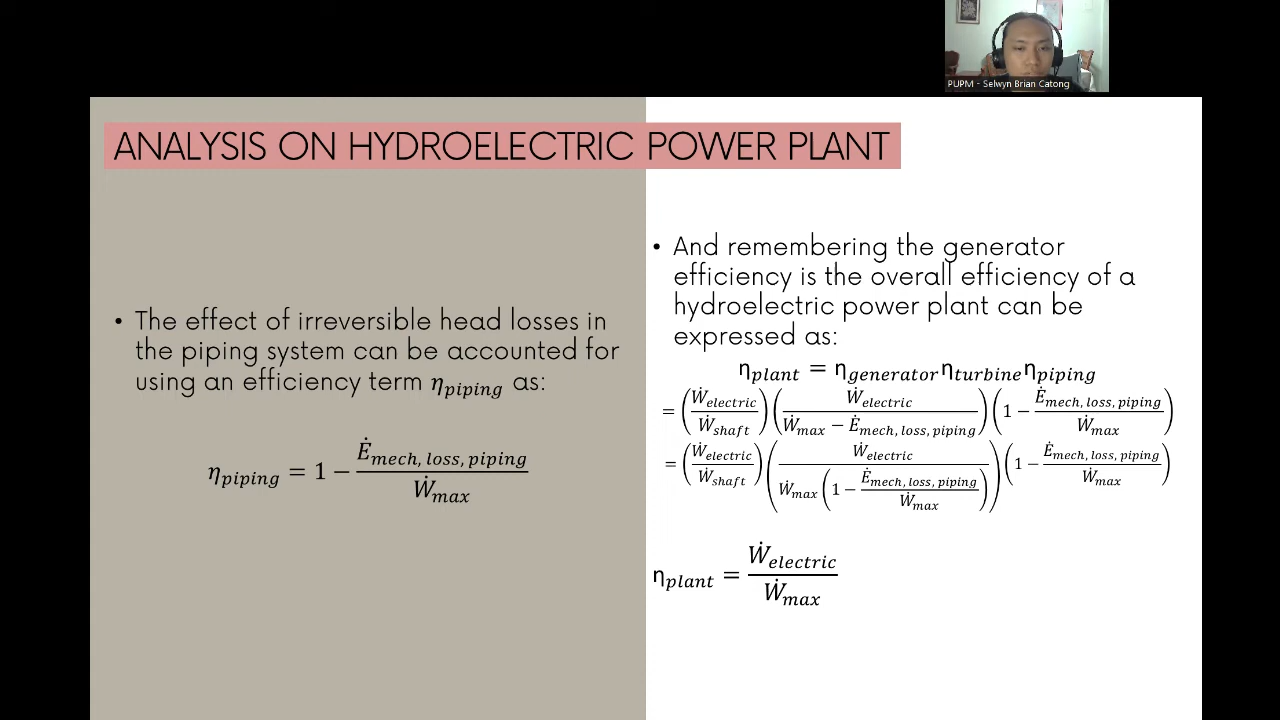 PUPM - Selwyn Brian Catong
ANALYSIS ON HYDROELECTRIC POWER PLANT
• The effect of irreversible head losses in
the piping system can be accounted for
using an efficiency term η_piping as:
η_piping = 1 − Ė_mech, loss, piping / Ẇ_max
• And remembering the generator
efficiency is the overall efficiency of a
hydroelectric power plant can be
expressed as:
η_plant = η_generator η_turbine η_piping
= (Ẇ_electric / Ẇ_shaft) (Ẇ_electric / (Ẇ_max − Ė_mech, loss, piping)) (1 − Ė_mech, loss, piping / Ẇ_max)
= (Ẇ_electric / Ẇ_shaft) (Ẇ_electric / (Ẇ_max (1 − Ė_mech, loss, piping / Ẇ_max))) (1 − Ė_mech, loss, piping / Ẇ_max)
η_plant = Ẇ_electric / Ẇ_max